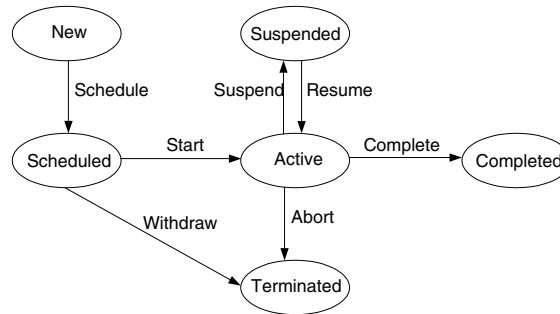 New
Suspended
Schedule
Suspend
Resume
Scheduled
Start
Active
Complete
Completed
Withdraw
Abort
Terminated